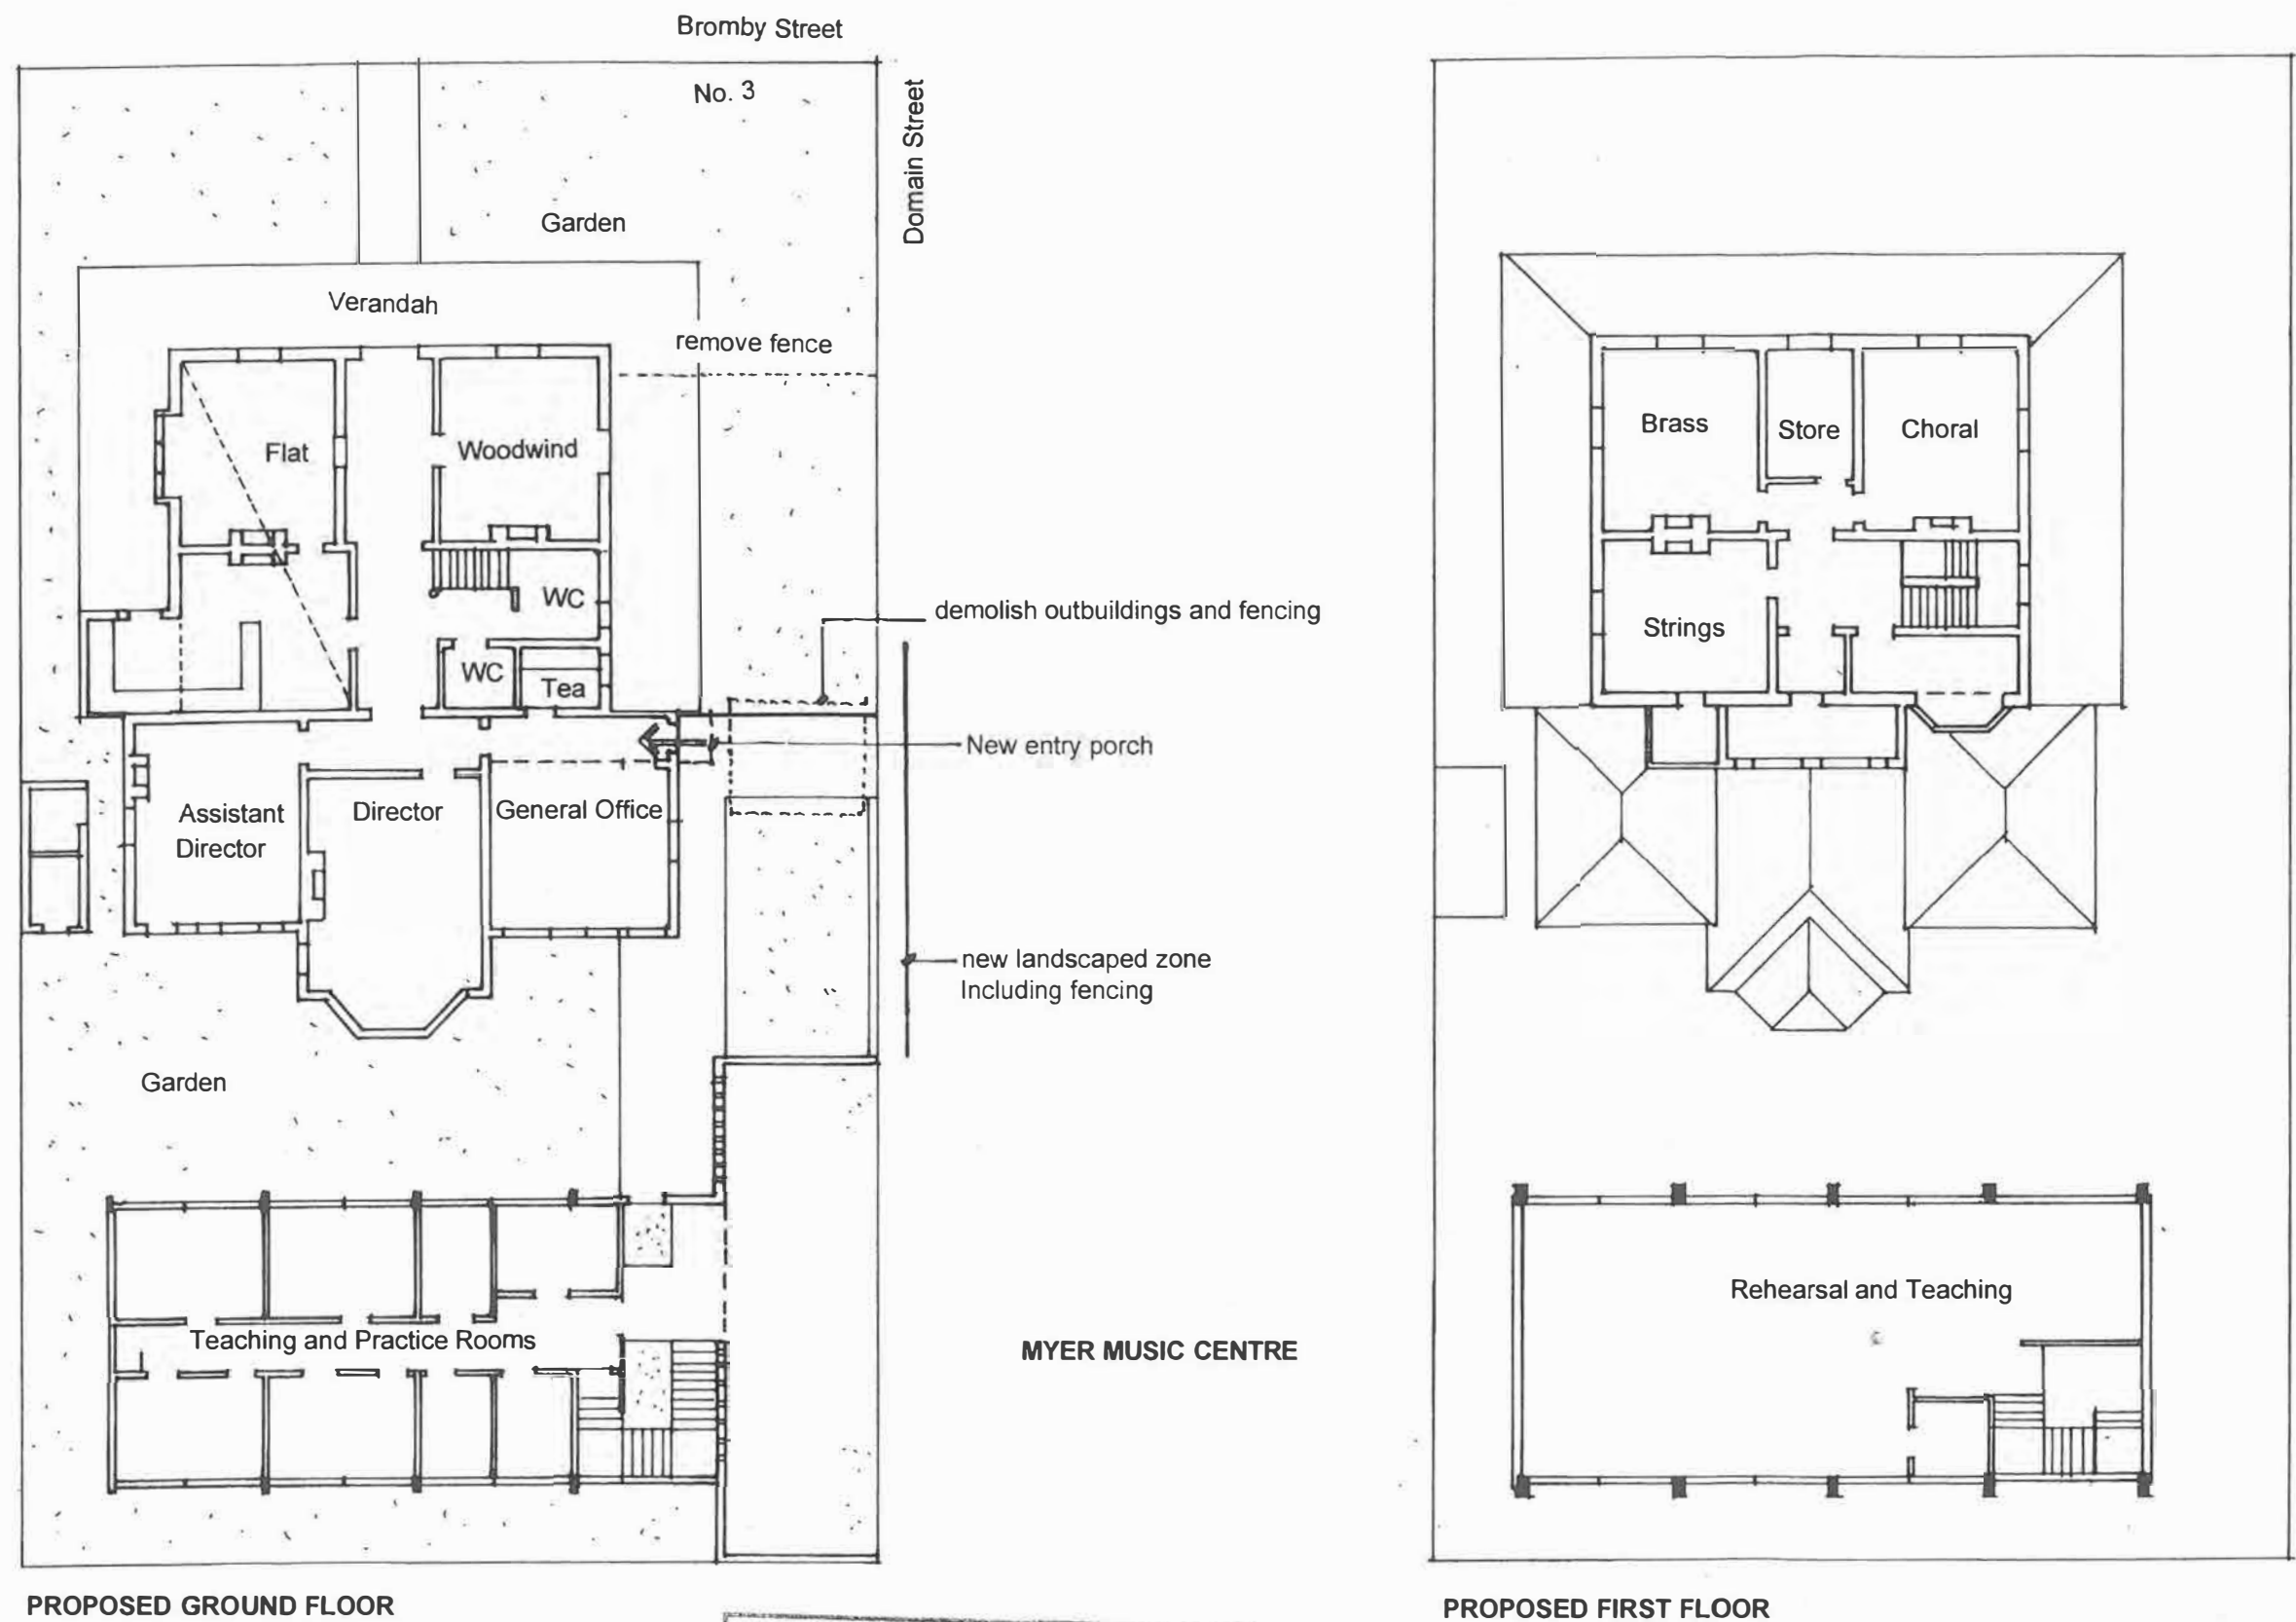 Bromby Street
No. 3
Domain Street
Garden
Verandah
remove fence
Flat
Woodwind
WC
demolish outbuildings and fencing
WC
Tea
New entry porch
Assistant
Director
Director
General Office
new landscaped zone
Including fencing
Garden
Teaching and Practice Rooms
MYER MUSIC CENTRE
PROPOSED GROUND FLOOR
Brass
Store
Choral
Strings
Rehearsal and Teaching
PROPOSED FIRST FLOOR